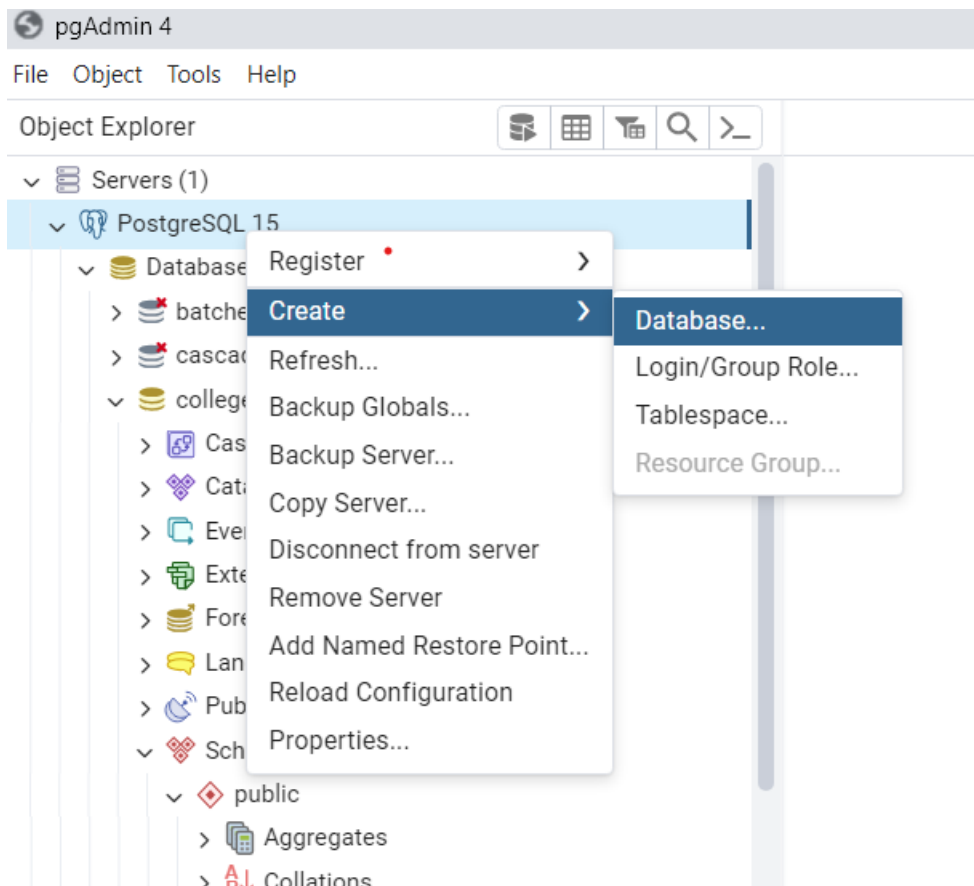 pgAdmin 4
File Object Tools Help
Object Explorer
Servers (1)
PostgreSQL 15
Register
Create
Refresh...
Backup Globals...
Backup Server...
Copy Server...
Disconnect from server
Remove Server
Add Named Restore Point...
Reload Configuration
Properties...
Database...
Login/Group Role...
Tablespace...
Resource Group...
Database
batche
cascad
college
Cas
Cata
Eve
Exte
Fore
Lan
Pub
Sch
public
Aggregates
Collations